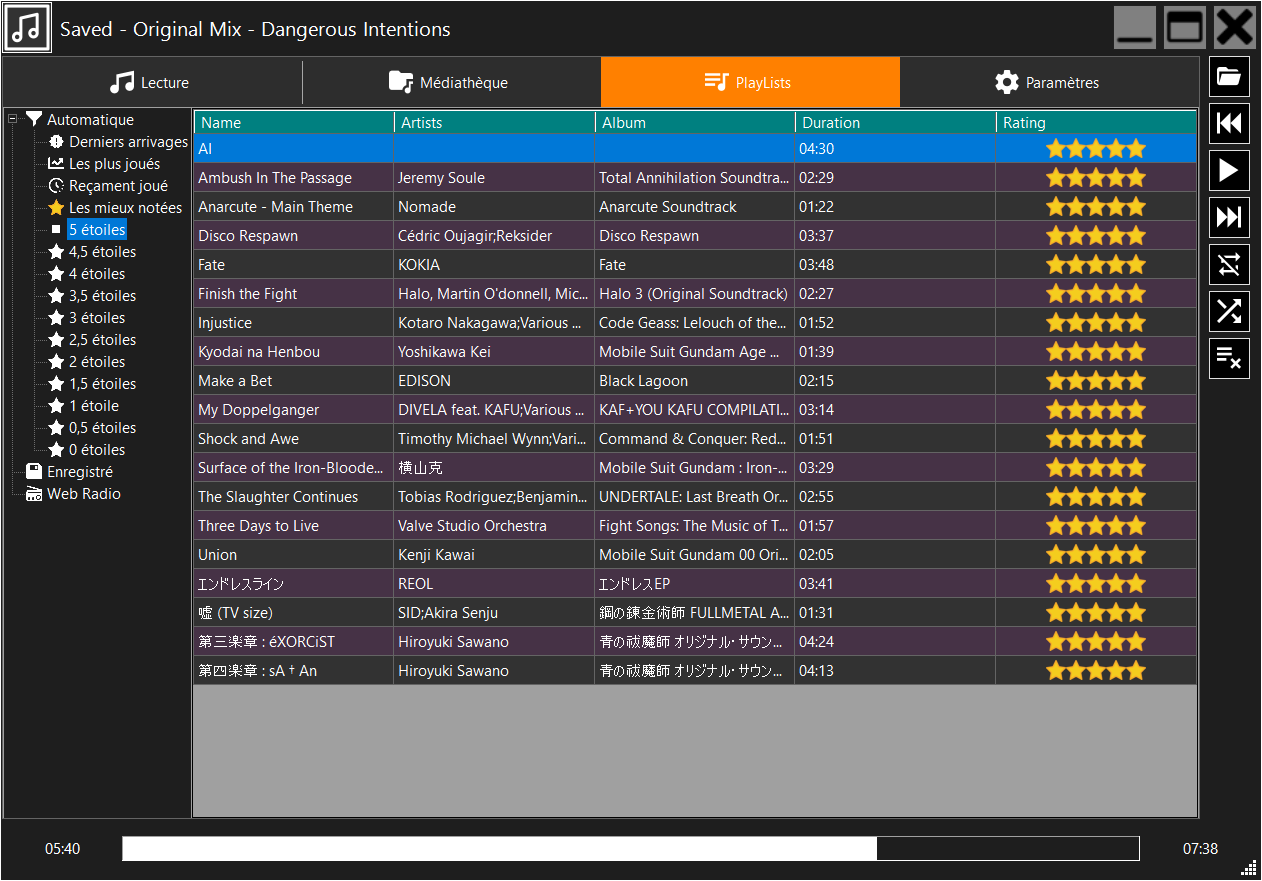 Saved - Original Mix - Dangerous Intentions
Lecture Médiathèque PlayLists Paramètres
Automatique
Derniers arrivages
Les plus joués
Reçament joué
Les mieux notées
5 étoiles
4,5 étoiles
4 étoiles
3,5 étoiles
3 étoiles
2,5 étoiles
2 étoiles
1,5 étoiles
1 étoile
0,5 étoiles
0 étoiles
Enregistré
Web Radio
Name Artists Album Duration Rating
AI 04:30
Ambush In The Passage Jeremy Soule Total Annihilation Soundtra... 02:29
Anarcute - Main Theme Nomade Anarcute Soundtrack 01:22
Disco Respawn Cédric Oujagir;Reksider Disco Respawn 03:37
Fate KOKIA Fate 03:48
Finish the Fight Halo, Martin O'donnell, Mic... Halo 3 (Original Soundtrack) 02:27
Injustice Kotaro Nakagawa;Various ... Code Geass: Lelouch of the... 01:52
Kyodai na Henbou Yoshikawa Kei Mobile Suit Gundam Age ... 01:39
Make a Bet EDISON Black Lagoon 02:15
My Doppelganger DIVELA feat. KAFU;Various ... KAF+YOU KAFU COMPILATI... 03:14
Shock and Awe Timothy Michael Wynn;Vari... Command & Conquer: Red... 01:51
Surface of the Iron-Bloode... 横山克 Mobile Suit Gundam : Iron-... 03:29
The Slaughter Continues Tobias Rodriguez;Benjamin... UNDERTALE: Last Breath Or... 02:55
Three Days to Live Valve Studio Orchestra Fight Songs: The Music of T... 01:57
Union Kenji Kawai Mobile Suit Gundam 00 Ori... 02:05
エンドレスライン REOL エンドレスEP 03:41
嘘 (TV size) SID;Akira Senju 鋼の錬金術師 FULLMETAL A... 01:31
第三楽章 : éXORCiST Hiroyuki Sawano 青の祓魔師 オリジナル・サウン... 04:24
第四楽章 : sA†An Hiroyuki Sawano 青の祓魔師 オリジナル・サウン... 04:13
05:40 07:38